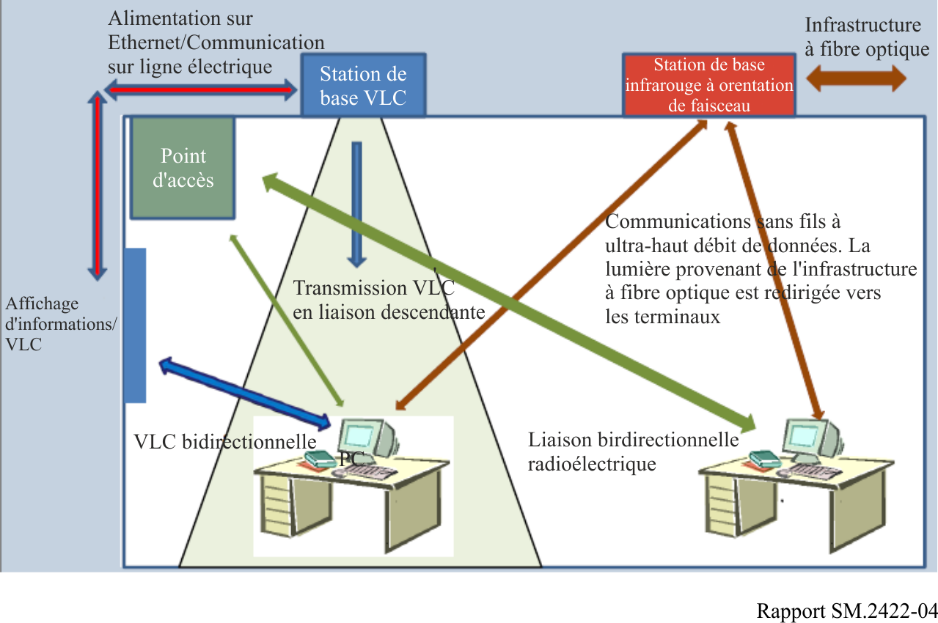 Alimentation sur
Ethernet/Communication
sur ligne électrique
Station de
base VLC
Station de base
infrarouge à orentation
de faisceau
Infrastructure
à fibre optique
Point
d'accès
Communications sans fils à
ultra-haut débit de données. La
lumière provenant de l'infrastructure
à fibre optique est redirigée vers
les terminaux
Transmission VLC
en liaison descendante
Affichage
d'informations/
VLC
VLC bidirectionnelle
PC
Liaison birdirectionnelle
radioélectrique
Rapport SM.2422-04